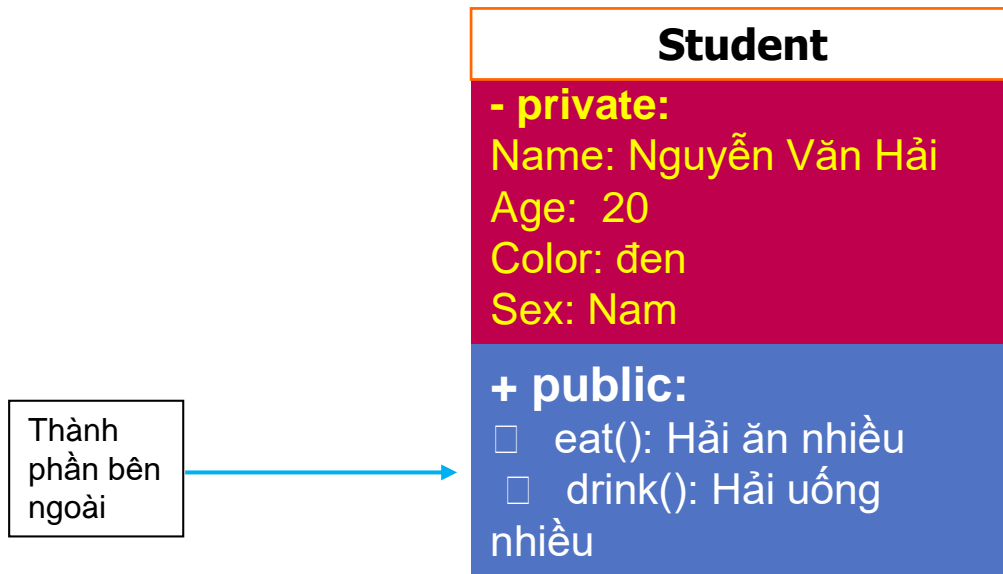 Student
- private:
Name: Nguyễn Văn Hải
Age: 20
Color: đen
Sex: Nam
+ public:
□ eat(): Hải ăn nhiều
□ drink(): Hải uống
nhiều
Thành
phần bên
ngoài